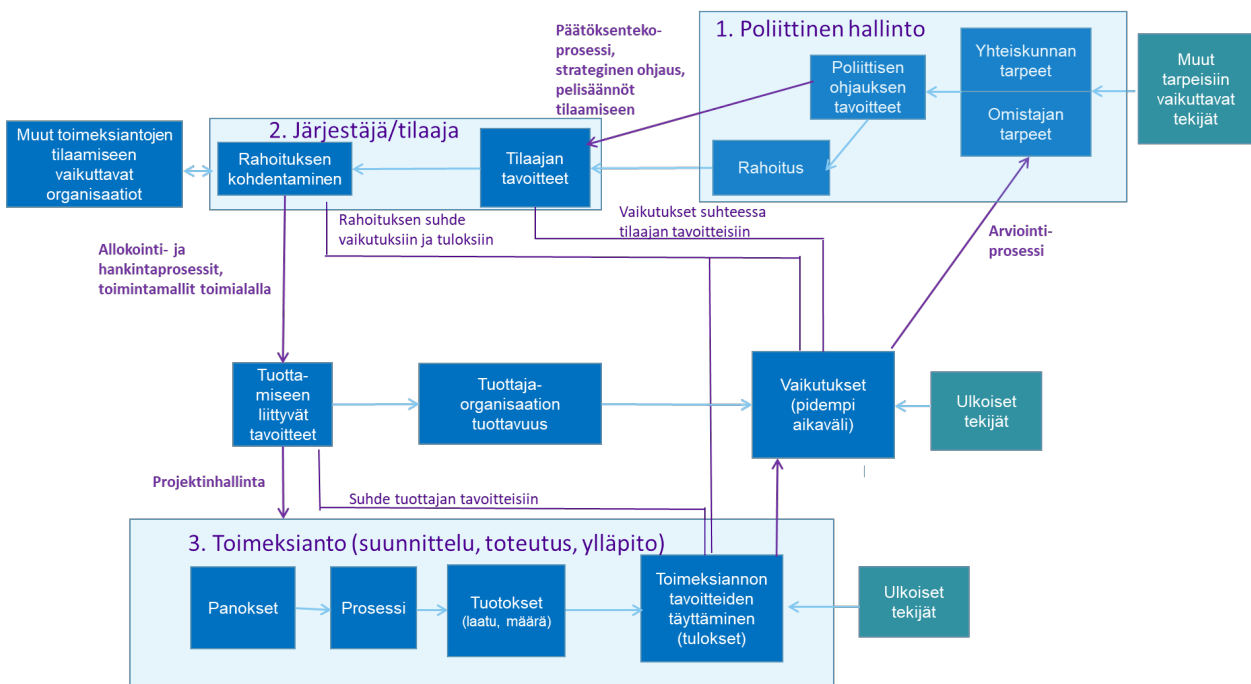 1. Poliittinen hallinto
Päätöksenteko-
prosessi,
strateginen ohjaus,
pelisäännöt
tilaamiseen
Poliittisen
ohjauksen
tavoitteet
Yhteiskunnan
tarpeet
Omistajan
tarpeet
Muut
tarpeisiin
vaikuttavat
tekijät
Rahoitus
2. Järjestäjä/tilaaja
Muut toimeksiantojen
tilaamiseen
vaikuttavat
organisaatiot
Rahoituksen
kohdentaminen
Tilaajan
tavoitteet
Rahoituksen suhde
vaikutuksiin ja tuloksiin
Vaikutukset suhteessa
tilaajan tavoitteisiin
Arviointi-
prosessi
Allokointi- ja
hankintaprosessit,
toimintamallit toimialalla
Tuotta-
miseen
liittyvät
tavoitteet
Tuottaja-
organisaation
tuottavuus
Vaikutukset
(pidempi
aikaväli)
Ulkoiset
tekijät
Projektinhallinta
Suhde tuottajan tavoitteisiin
3. Toimeksianto (suunnittelu, toteutus, ylläpito)
Panokset
Prosessi
Tuotokset
(laatu, määrä)
Toimeksiannon
tavoitteiden
täyttäminen
(tulokset)
Ulkoiset
tekijät